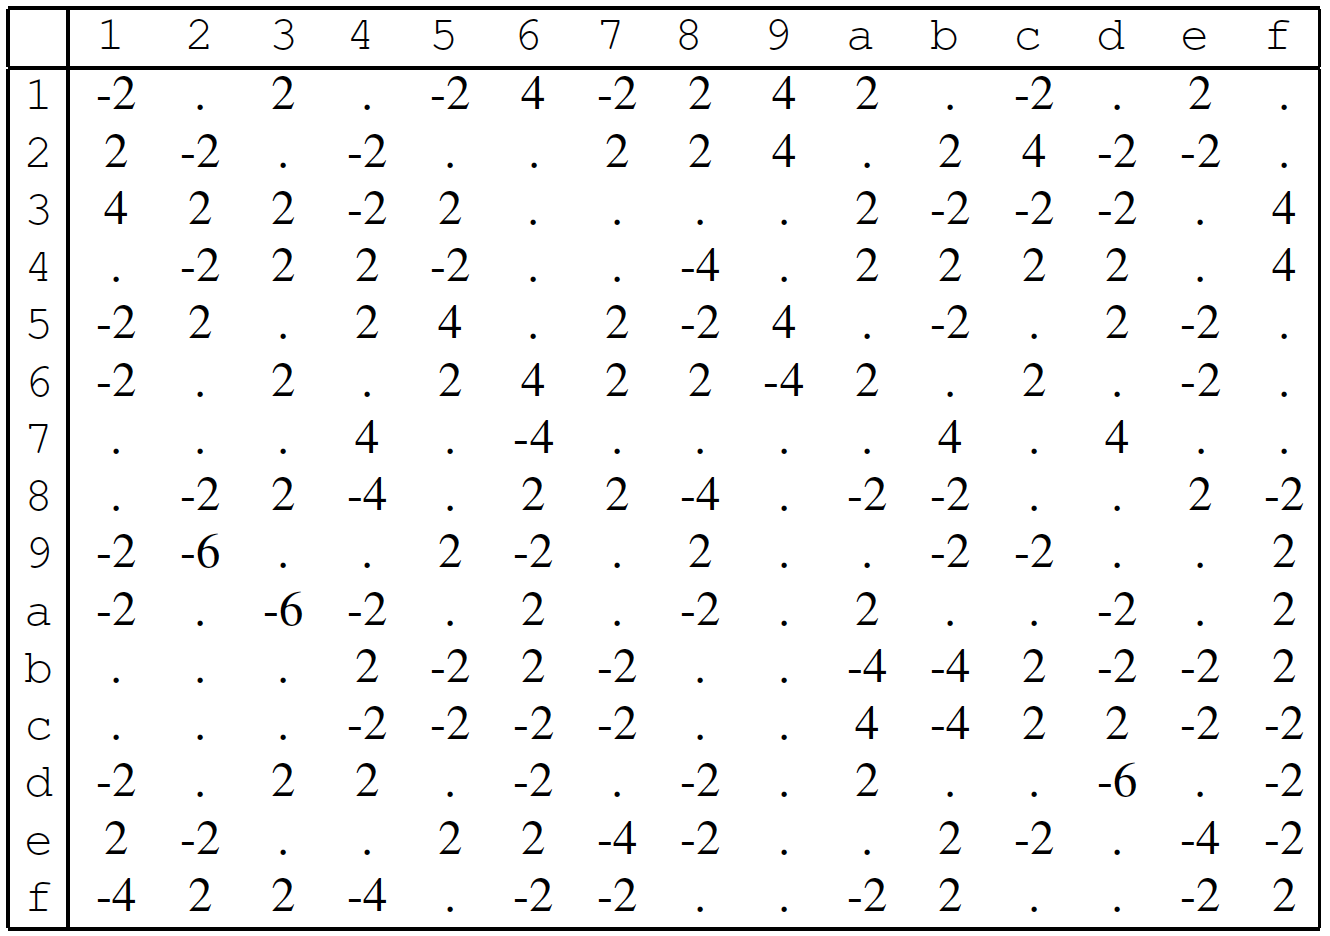 1 2 3 4 5 6 7 8 9 a b c d e f
1 -2 . 2 . -2 4 -2 2 4 2 . -2 . 2 .
2 2 -2 . -2 . . 2 2 4 . 2 4 -2 -2 .
3 4 2 2 -2 2 . . . . 2 -2 -2 -2 . 4
4 . -2 2 2 -2 . . -4 . 2 2 2 2 . 4
5 -2 2 . 2 4 . 2 -2 4 . -2 . 2 -2 .
6 -2 . 2 . 2 4 2 2 -4 2 . 2 . -2 .
7 . . . 4 . -4 . . . . 4 . 4 . .
8 . -2 2 -4 . 2 2 -4 . -2 -2 . . 2 -2
9 -2 -6 . . 2 -2 . 2 . . -2 -2 . . 2
a -2 . -6 -2 . 2 . -2 . 2 . . -2 . 2
b . . . 2 -2 2 -2 . . -4 -4 2 -2 -2 2
c . . . -2 -2 -2 -2 . . 4 -4 2 2 -2 -2
d -2 . 2 2 . -2 . -2 . 2 . . -6 . -2
e 2 -2 . . 2 2 -4 -2 . . 2 -2 . -4 -2
f -4 2 2 -4 . -2 -2 . . -2 2 . . -2 2